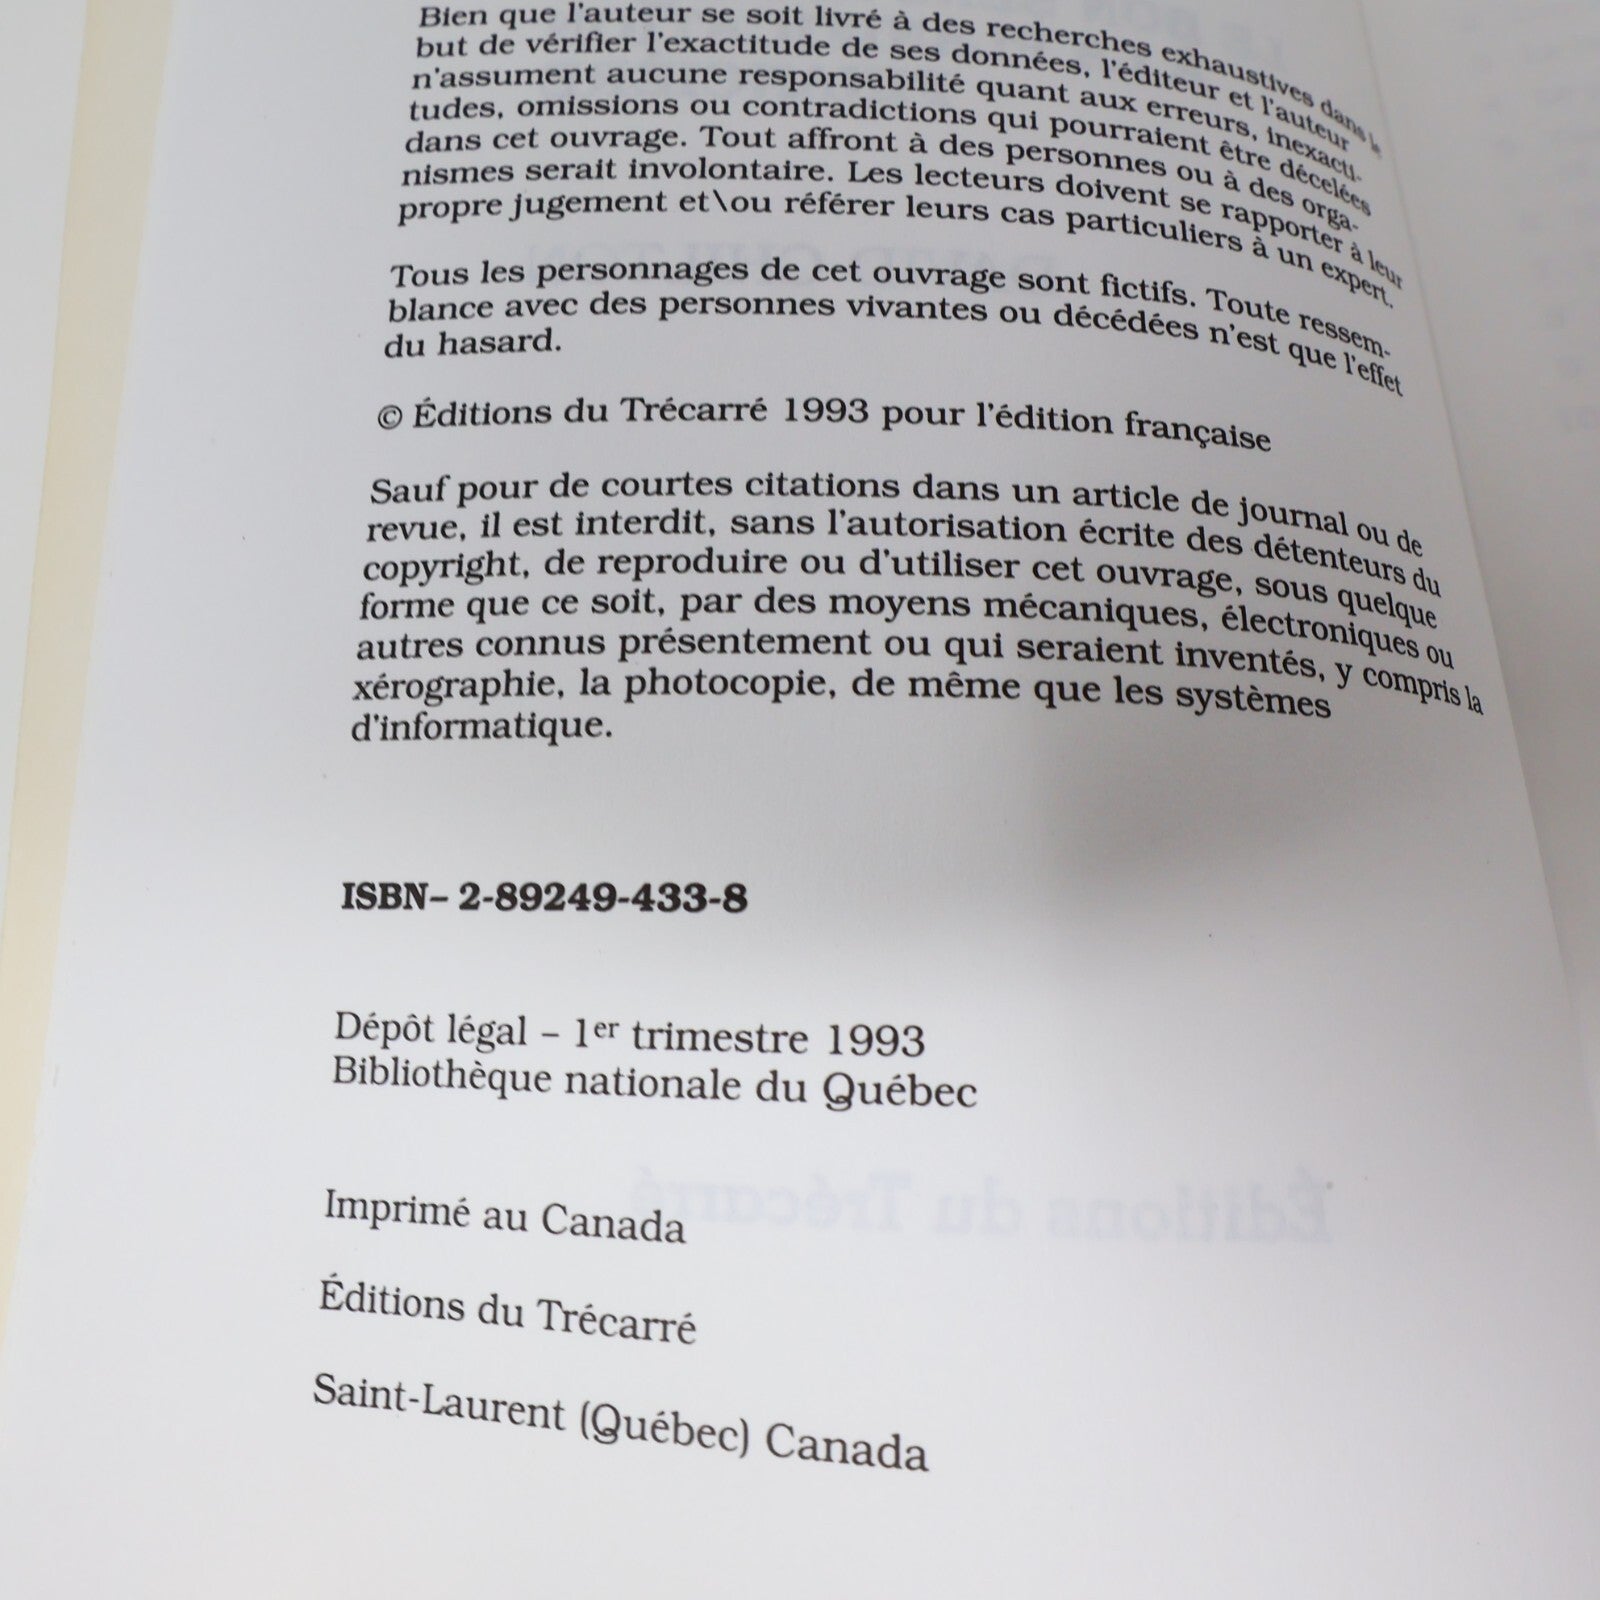 Bien que l'auteur se soit livré à des recherches exhaustives dans le
but de vérifier l'exactitude de ses données, l'éditeur et l'auteur
n'assument aucune responsabilité quant aux erreurs, inexacti-
tudes, omissions ou contradictions qui pourraient être décelées
dans cet ouvrage. Tout affront à des personnes ou à des orga-
nismes serait involontaire. Les lecteurs doivent se rapporter à leur
propre jugement et\ou référer leurs cas particuliers à un expert.
Tous les personnages de cet ouvrage sont fictifs. Toute ressem-
blance avec des personnes vivantes ou décédées n'est que l'effet
du hasard.
© Éditions du Trécarré 1993 pour l'édition française
Sauf pour de courtes citations dans un article de journal ou de
revue, il est interdit, sans l'autorisation écrite des détenteurs du
copyright, de reproduire ou d'utiliser cet ouvrage, sous quelque
forme que ce soit, par des moyens mécaniques, électroniques ou
autres connus présentement ou qui seraient inventés, y compris la
xérographie, la photocopie, de même que les systèmes
d'informatique.
ISBN– 2-89249-433-8
Dépôt légal – 1er trimestre 1993
Bibliothèque nationale du Québec
Imprimé au Canada
Éditions du Trécarré
Saint-Laurent (Québec) Canada
Éditions du Trécarré